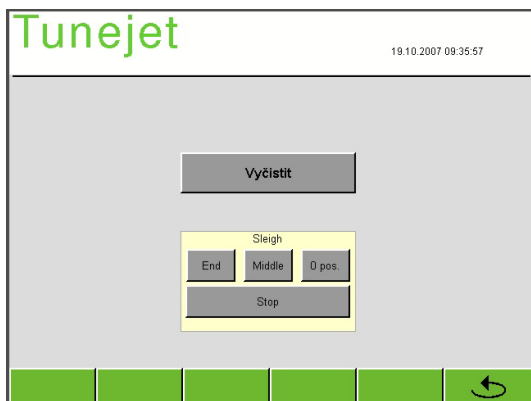 Tunejet
19.10.2007 09:35:57
Vyčistit
Sleigh
End Middle 0 pos.
Stop